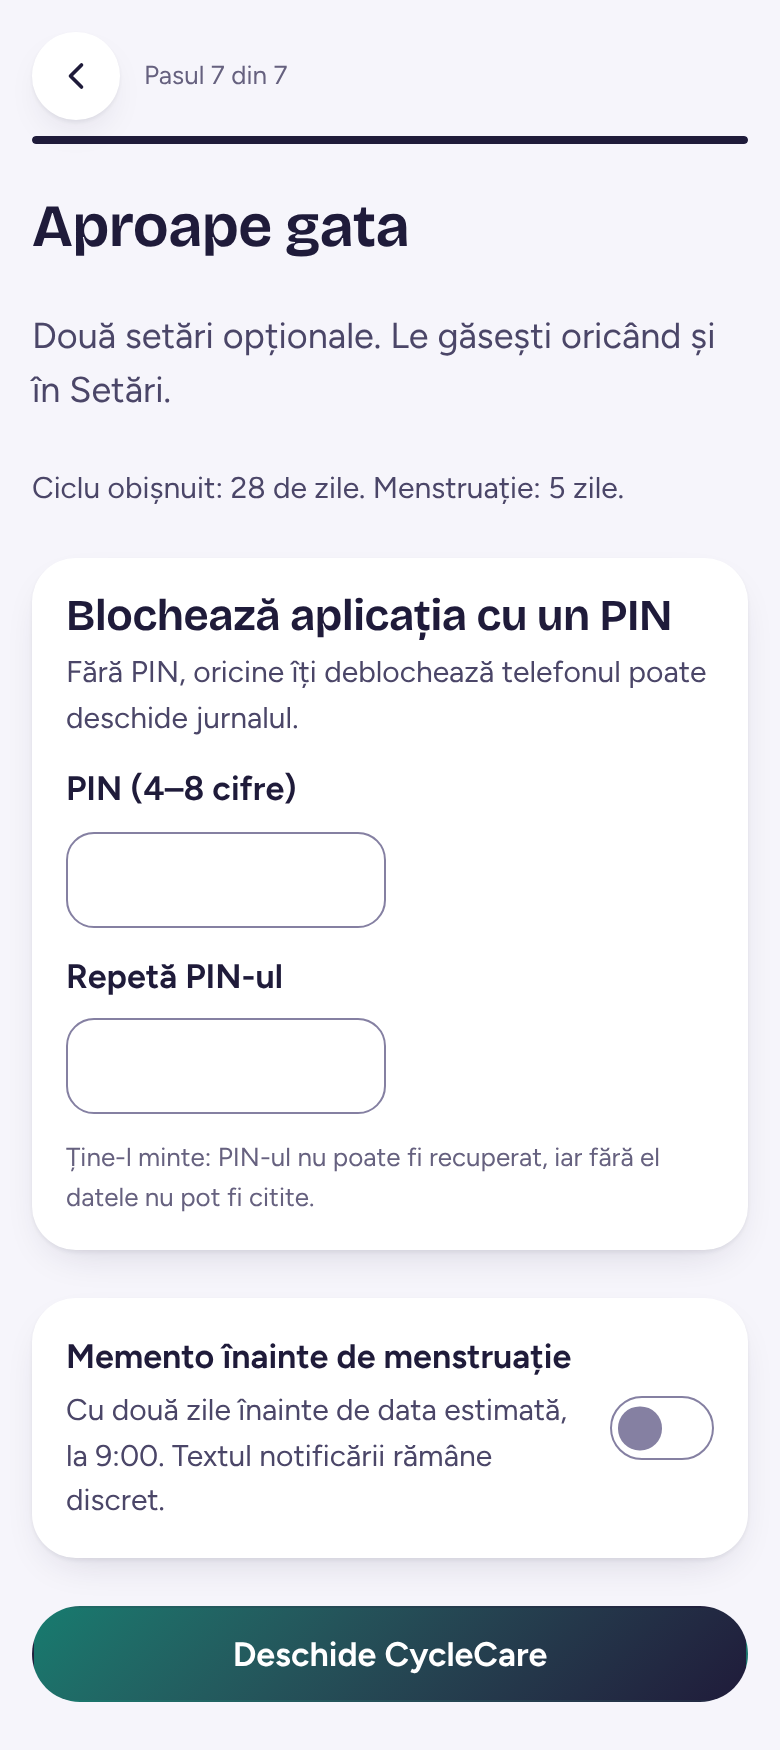 Pasul 7 din 7
Aproape gata
Două setări opționale. Le găsești oricând și
în Setări.
Ciclu obișnuit: 28 de zile. Menstruație: 5 zile.
Blochează aplicația cu un PIN
Fără PIN, oricine îți deblochează telefonul poate
deschide jurnalul.
PIN (4–8 cifre)
Repetă PIN-ul
Ține-l minte: PIN-ul nu poate fi recuperat, iar fără el
datele nu pot fi citite.
Memento înainte de menstruație
Cu două zile înainte de data estimată,
la 9:00. Textul notificării rămâne
discret.
Deschide CycleCare